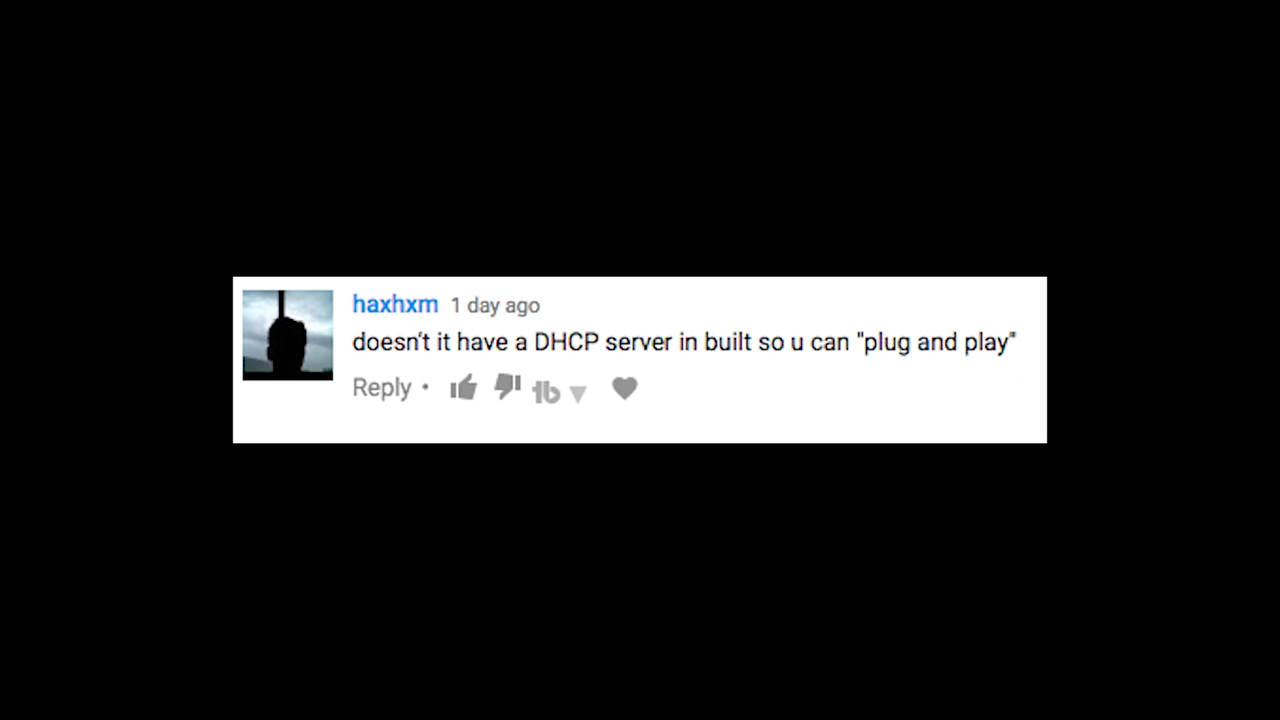 haxhxm 1 day ago
doesn't it have a DHCP server in built so u can "plug and play"
Reply •